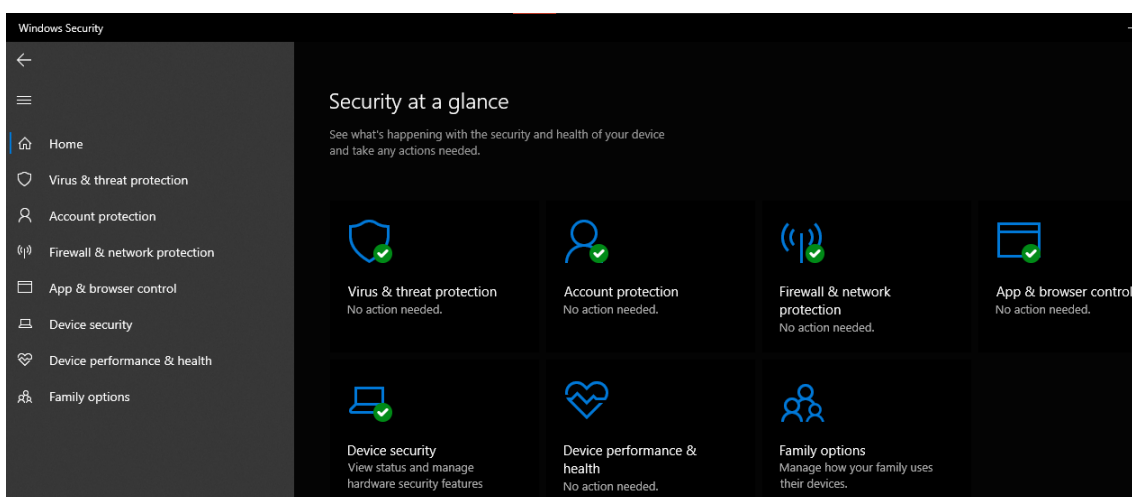 Windows Security
Home
Virus & threat protection
Account protection
Firewall & network protection
App & browser control
Device security
Device performance & health
Family options
Security at a glance
See what's happening with the security and health of your device
and take any actions needed.
Virus & threat protection
No action needed.
Account protection
No action needed.
Firewall & network
protection
No action needed.
App & browser control
No action needed.
Device security
View status and manage
hardware security features
Device performance &
health
No action needed.
Family options
Manage how your family uses
their devices.